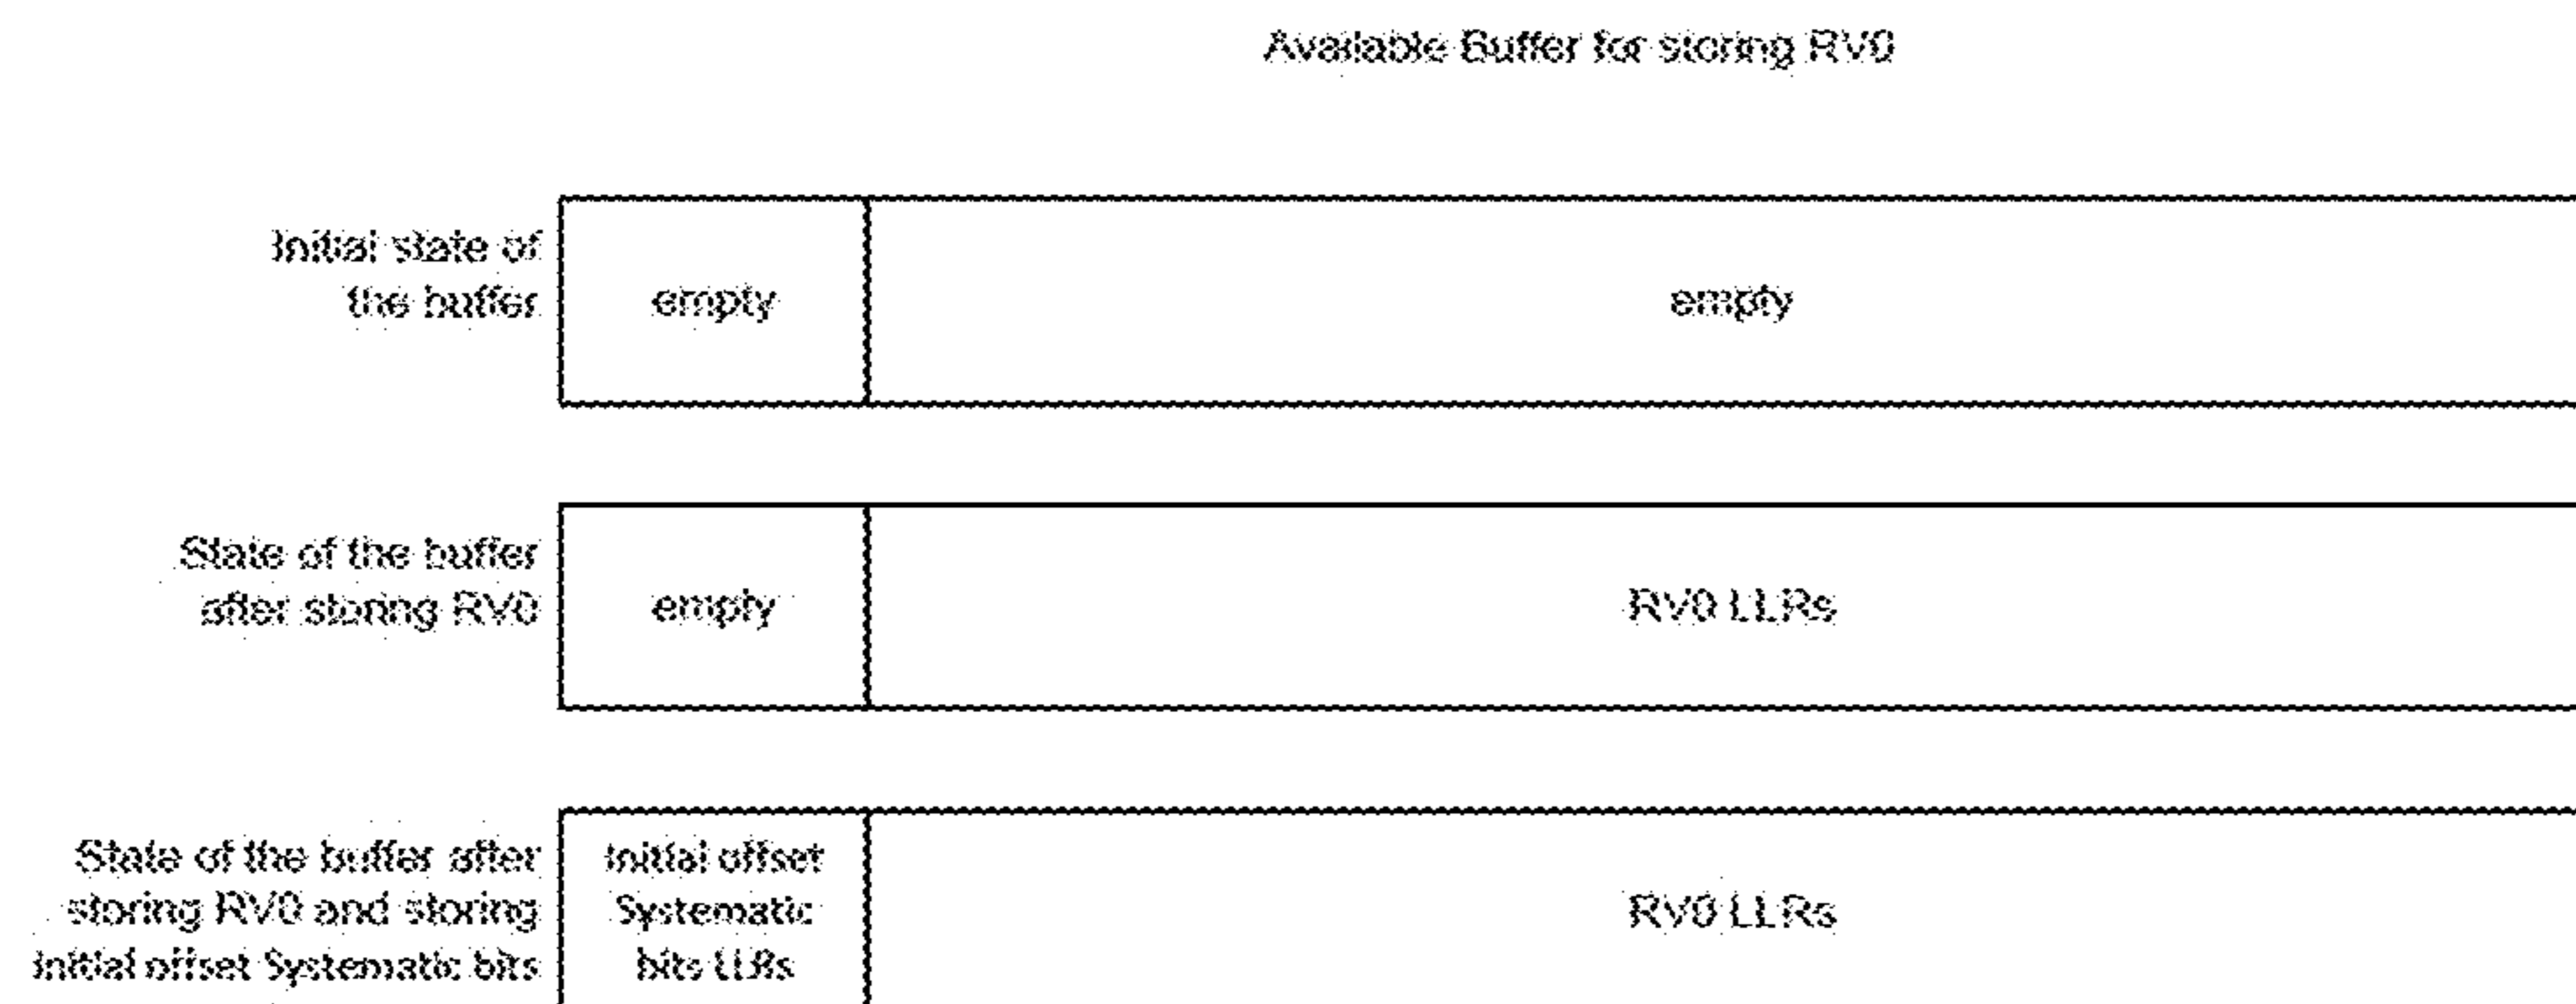 Available Buffer for storing RV0
Initial state of
the buffer
empty
empty
State of the buffer
after storing RV0
empty
RV0 LLRs
State of the buffer after
storing RV0 and storing
initial offset Systematic bits
Initial offset
Systematic
bits LLRs
RV0 LLRs